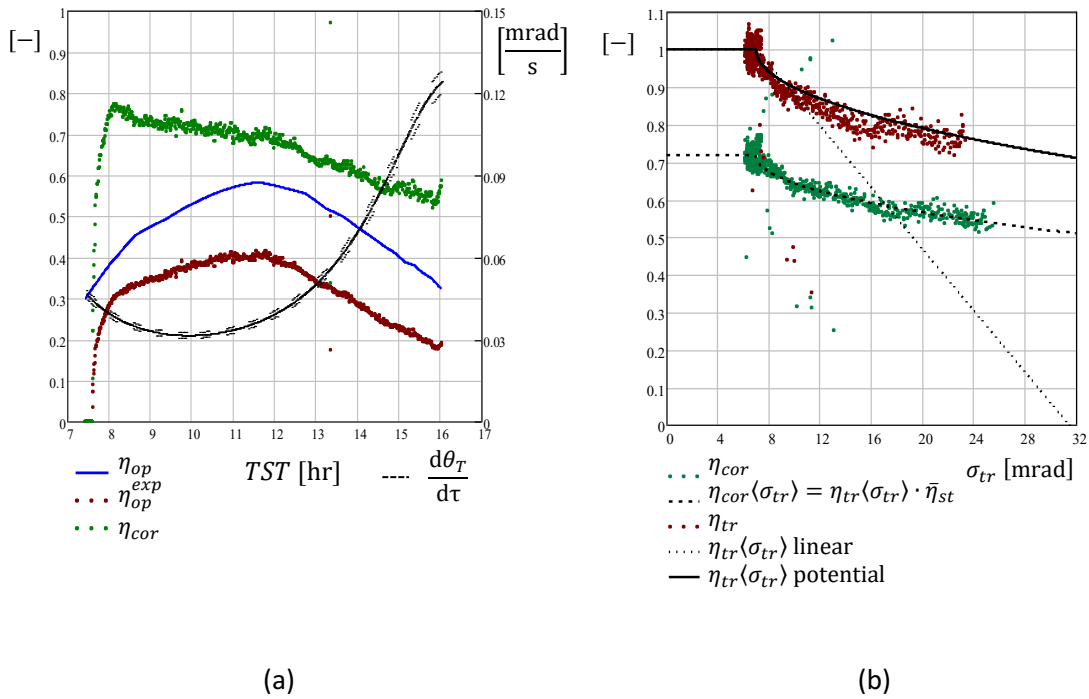 [−]
1
0.9
0.8
0.7
0.6
0.5
0.4
0.3
0.2
0.1
0
0.15
0.12
0.09
0.06
0.03
0
[mrad/s]
7 8 9 10 11 12 13 14 15 16 17
TST [hr]
η_op
η_op^exp
η_cor
dθ_T/dτ
(a)
[−]
1.1
1
0.9
0.8
0.7
0.6
0.5
0.4
0.3
0.2
0.1
0
0 4 8 12 16 20 24 28 32
σ_tr [mrad]
η_cor
η_cor⟨σ_tr⟩ = η_tr⟨σ_tr⟩ · η̄_st
η_tr
η_tr⟨σ_tr⟩ linear
η_tr⟨σ_tr⟩ potential
(b)